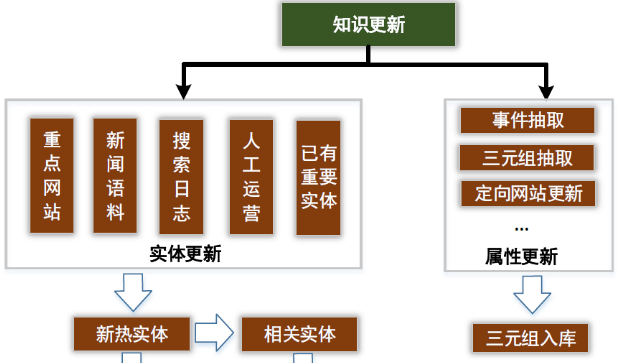 知识更新
重点网站
新闻语料
搜索日志
人工运营
已有重要实体
实体更新
事件抽取
三元组抽取
定向网站更新
...
属性更新
新热实体
相关实体
三元组入库